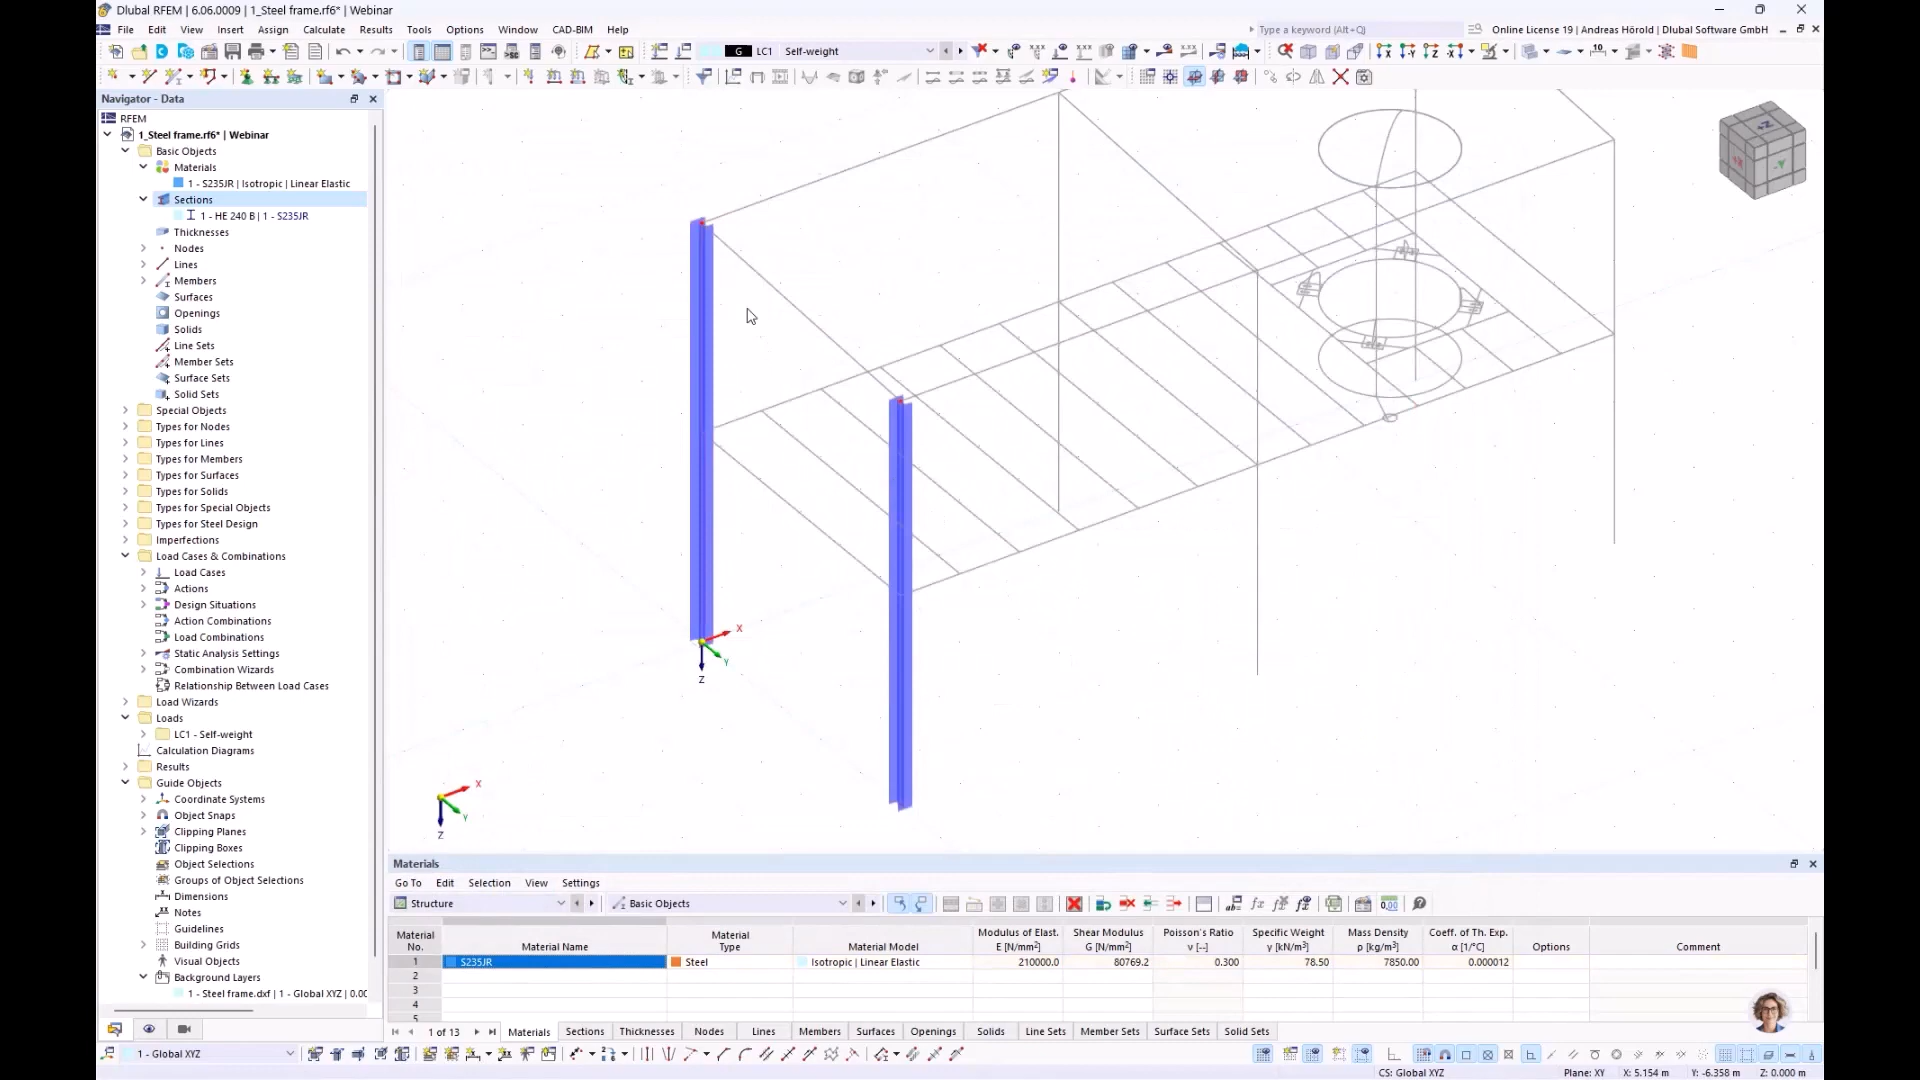 Dlubal RFEM | 6.06.0009 | 1_Steel frame.rf6* | Webinar
File Edit View Insert Assign Calculate Results Tools Options Window CAD-BIM Help
Type a keyword (Alt+Q)
Online License 19 | Andreas Hörold | Dlubal Software GmbH
G LC1 Self-weight
Navigator - Data
RFEM
1_Steel frame.rf6* | Webinar
Basic Objects
Materials
1 - S235JR | Isotropic | Linear Elastic
Sections
1 - HE 240 B | 1 - S235JR
Thicknesses
Nodes
Lines
Members
Surfaces
Openings
Solids
Line Sets
Member Sets
Surface Sets
Solid Sets
Special Objects
Types for Nodes
Types for Lines
Types for Members
Types for Surfaces
Types for Solids
Types for Special Objects
Types for Steel Design
Imperfections
Load Cases & Combinations
Load Cases
Actions
Design Situations
Action Combinations
Load Combinations
Static Analysis Settings
Combination Wizards
Relationship Between Load Cases
Load Wizards
Loads
LC1 - Self-weight
Calculation Diagrams
Results
Guide Objects
Coordinate Systems
Object Snaps
Clipping Planes
Clipping Boxes
Object Selections
Groups of Object Selections
Dimensions
Notes
Guidelines
Building Grids
Visual Objects
Background Layers
1 - Steel frame.dxf | 1 - Global XYZ | 0.00
+Z
+X
+Y
X
Y
Z
X
Y
Z
Materials
Go To Edit Selection View Settings
Structure
Basic Objects
Material No. Material Name Material Type Material Model Modulus of Elast. E [N/mm²] Shear Modulus G [N/mm²] Poisson's Ratio ν [--] Specific Weight γ [kN/m³] Mass Density ρ [kg/m³] Coeff. of Th. Exp. α [1/°C] Options Comment
1 S235JR Steel Isotropic | Linear Elastic 210000.0 80769.2 0.300 78.50 7850.00 0.000012
2
3
4
5
1 of 13 Materials Sections Thicknesses Nodes Lines Members Surfaces Openings Solids Line Sets Member Sets Surface Sets Solid Sets
1 - Global XYZ
CS: Global XYZ Plane: XY X: 5.154 m Y: -6.358 m Z: 0.000 m